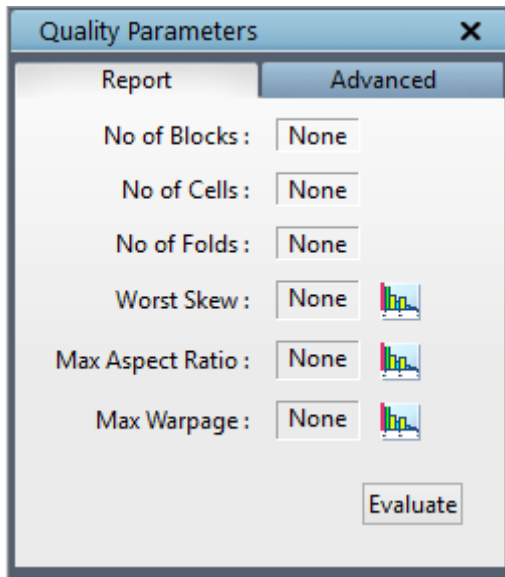 Quality Parameters
Report Advanced
No of Blocks : None
No of Cells : None
No of Folds : None
Worst Skew : None
Max Aspect Ratio : None
Max Warpage : None
Evaluate